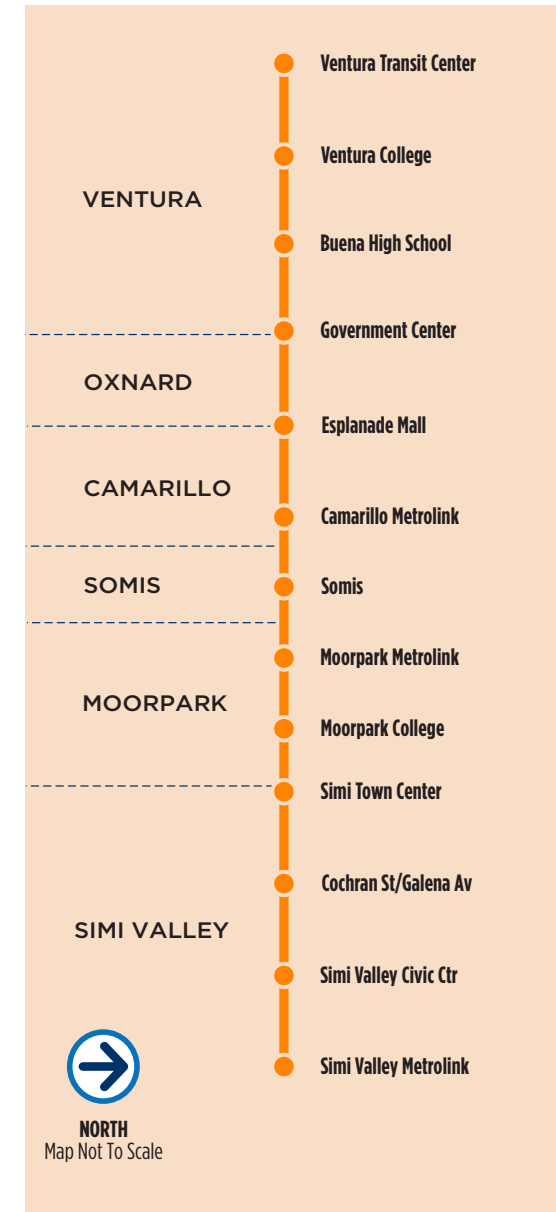 Ventura Transit Center
Ventura College
VENTURA
Buena High School
Government Center
OXNARD
Esplanade Mall
CAMARILLO
Camarillo Metrolink
SOMIS
Somis
Moorpark Metrolink
MOORPARK
Moorpark College
Simi Town Center
Cochran St/Galena Av
SIMI VALLEY
Simi Valley Civic Ctr
Simi Valley Metrolink
NORTH
Map Not To Scale